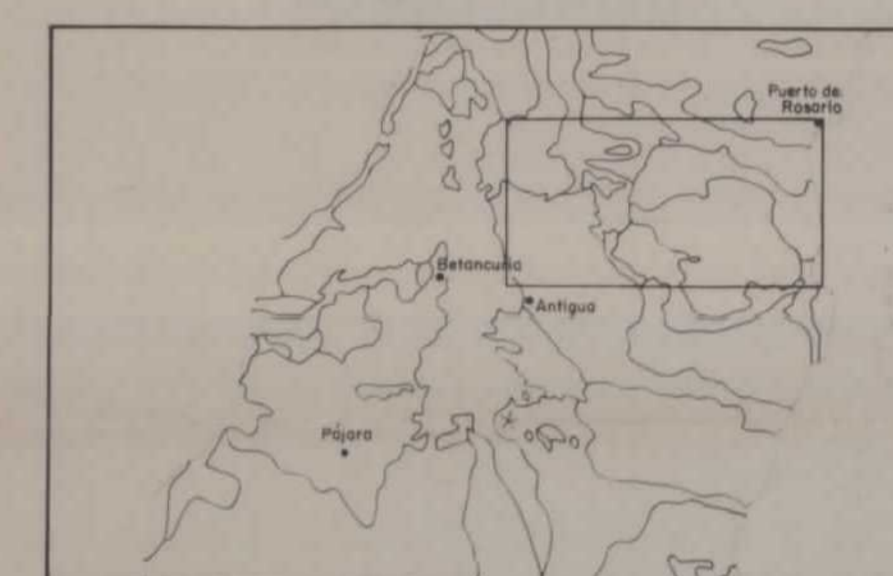 Puerto de
Rosario
Betancuria
Antigua
Pájara